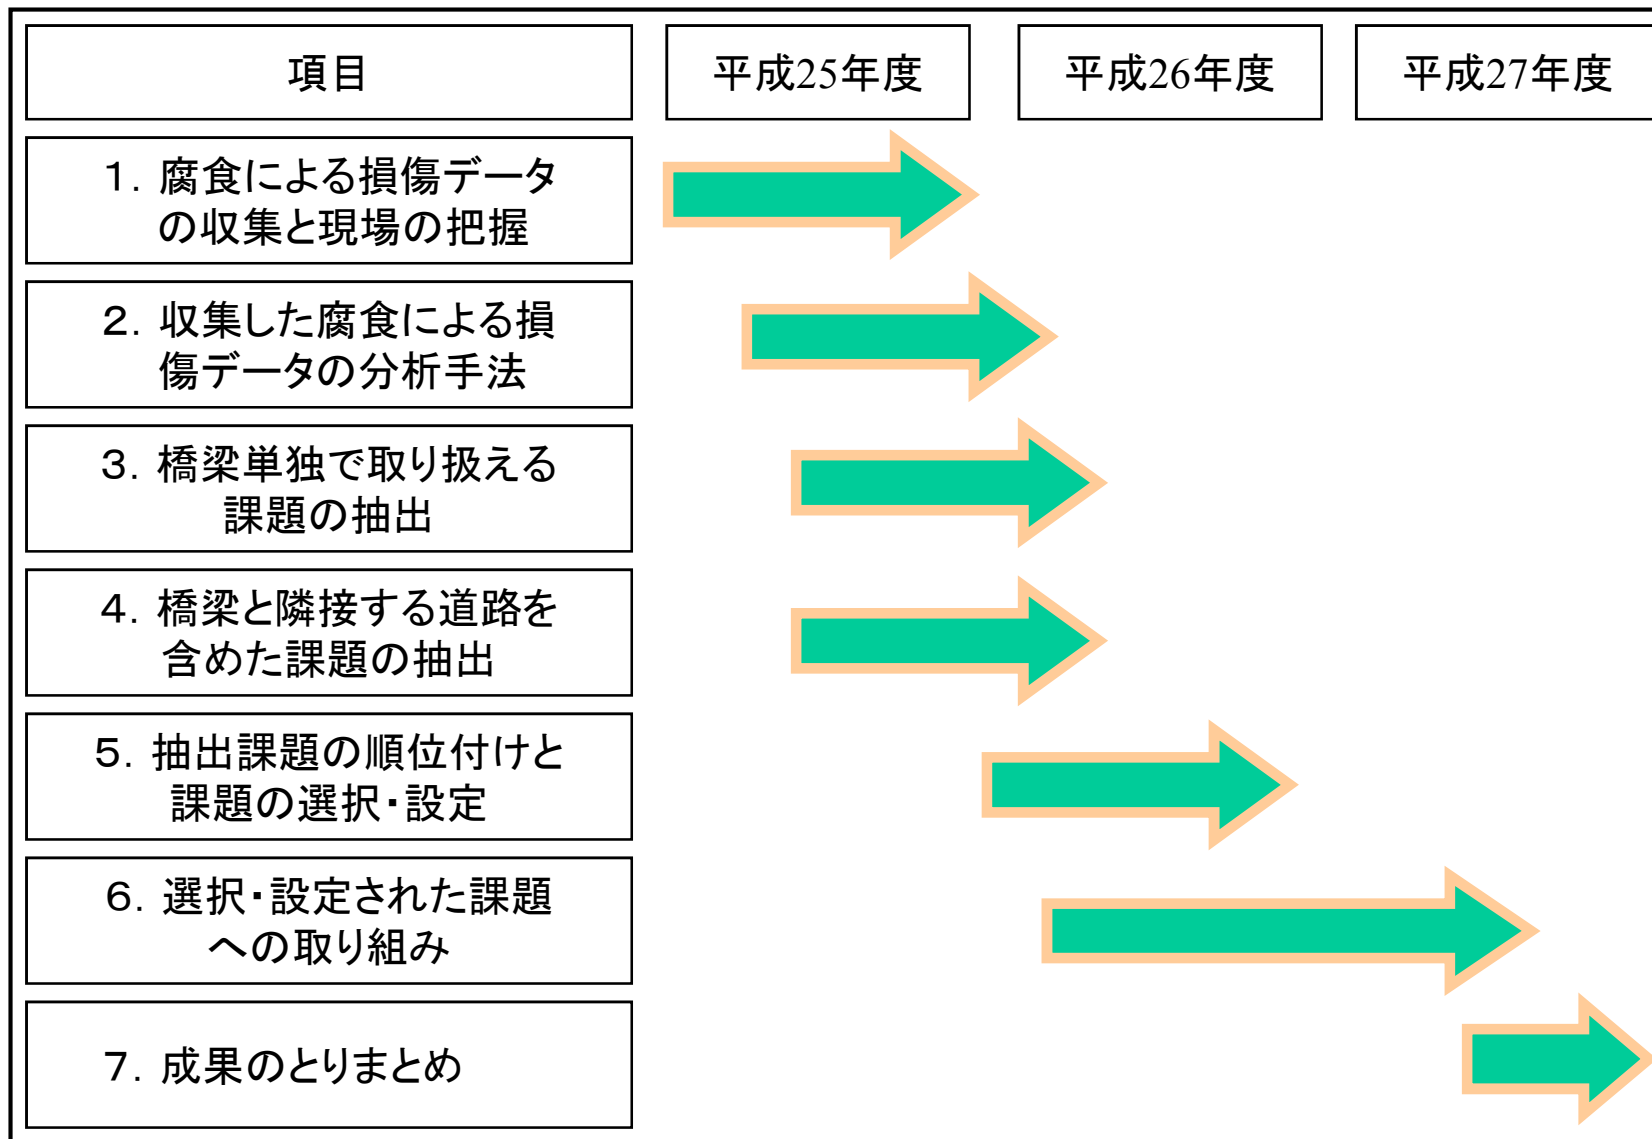 項目
平成25年度
平成26年度
平成27年度
１．腐食による損傷データ
の収集と現場の把握
２．収集した腐食による損
傷データの分析手法
３．橋梁単独で取り扱える
課題の抽出
４．橋梁と隣接する道路を
含めた課題の抽出
５．抽出課題の順位付けと
課題の選択・設定
６．選択・設定された課題
への取り組み
７．成果のとりまとめ